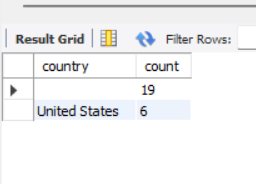 Result Grid Filter Rows:
country count
19
United States 6